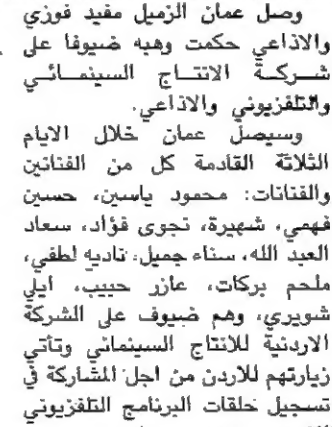 وصل عمان الزميل مفيد فوزي
والاذاعي حكمت وهبه ضيوفا على
شــركــة الانتــاج السينمــائــي
والتلفزيوني والاذاعي.
وسيصل عمان خلال الايام
الثلاثة القادمة كل من الفنانين
والفنانات: محمود ياسين، حسين
فهمي، شهيرة، نجوى فؤاد، سعاد
العبد الله، سناء جميل، ناديه لطفي،
ملحم بركات، عازر حبيب، ايلي
شويري، وهم ضيوف على الشركة
الاردنية للانتاج السينمائي وتأتي
زيارتهم للاردن من اجل المشاركة في
تسجيل حلقات البرنامج التلفزيوني